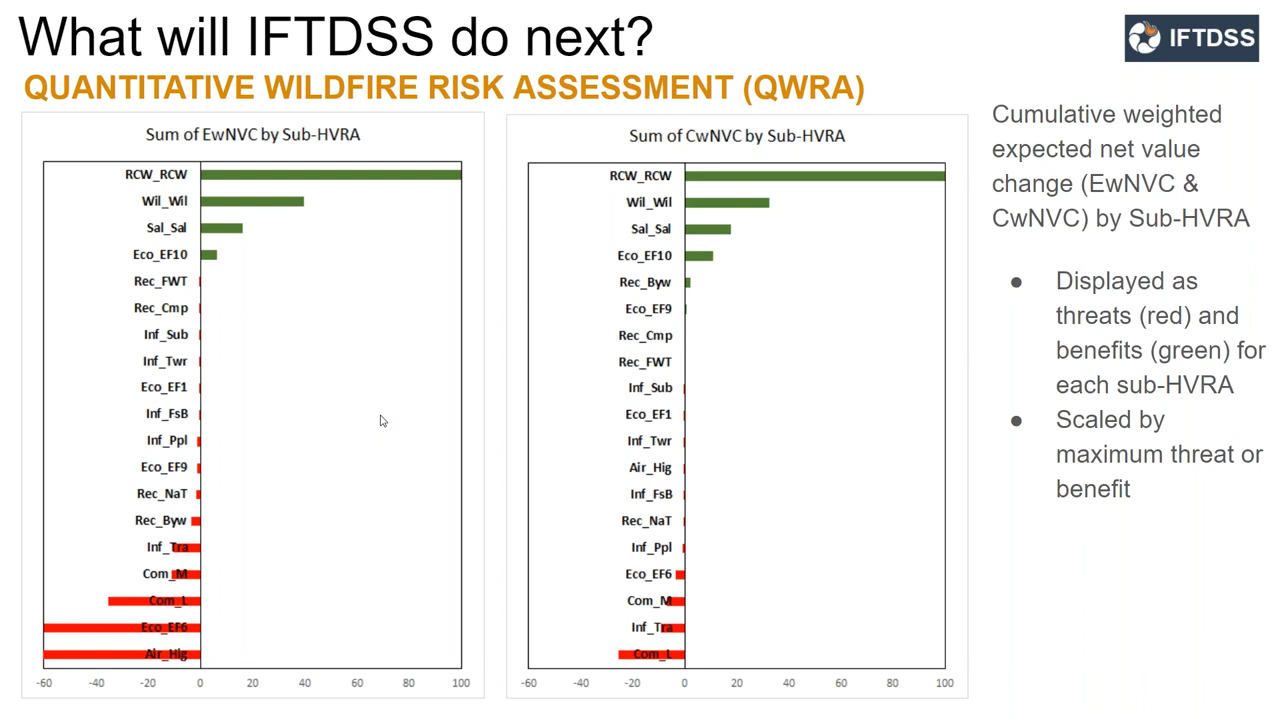 What will IFTDSS do next?
IFTDSS
QUANTITATIVE WILDFIRE RISK ASSESSMENT (QWRA)
Sum of EwNVC by Sub-HVRA
RCW_RCW
Wil_Wil
Sal_Sal
Eco_EF10
Rec_FWT
Rec_Cmp
Inf_Sub
Inf_Twr
Eco_EF1
Inf_FsB
Inf_Ppl
Eco_EF9
Rec_NaT
Rec_Byw
Inf_Tra
Com_M
Com_L
Eco_EF6
Air_Hig
-60 -40 -20 0 20 40 60 80 100
Sum of CwNVC by Sub-HVRA
RCW_RCW
Wil_Wil
Sal_Sal
Eco_EF10
Rec_Byw
Eco_EF9
Rec_Cmp
Rec_FWT
Inf_Sub
Eco_EF1
Inf_Twr
Air_Hig
Inf_FsB
Rec_NaT
Inf_Ppl
Eco_EF6
Com_M
Inf_Tra
Com_L
-60 -40 -20 0 20 40 60 80 100
Cumulative weighted
expected net value
change (EwNVC &
CwNVC) by Sub-HVRA
● Displayed as
threats (red) and
benefits (green) for
each sub-HVRA
● Scaled by
maximum threat or
benefit